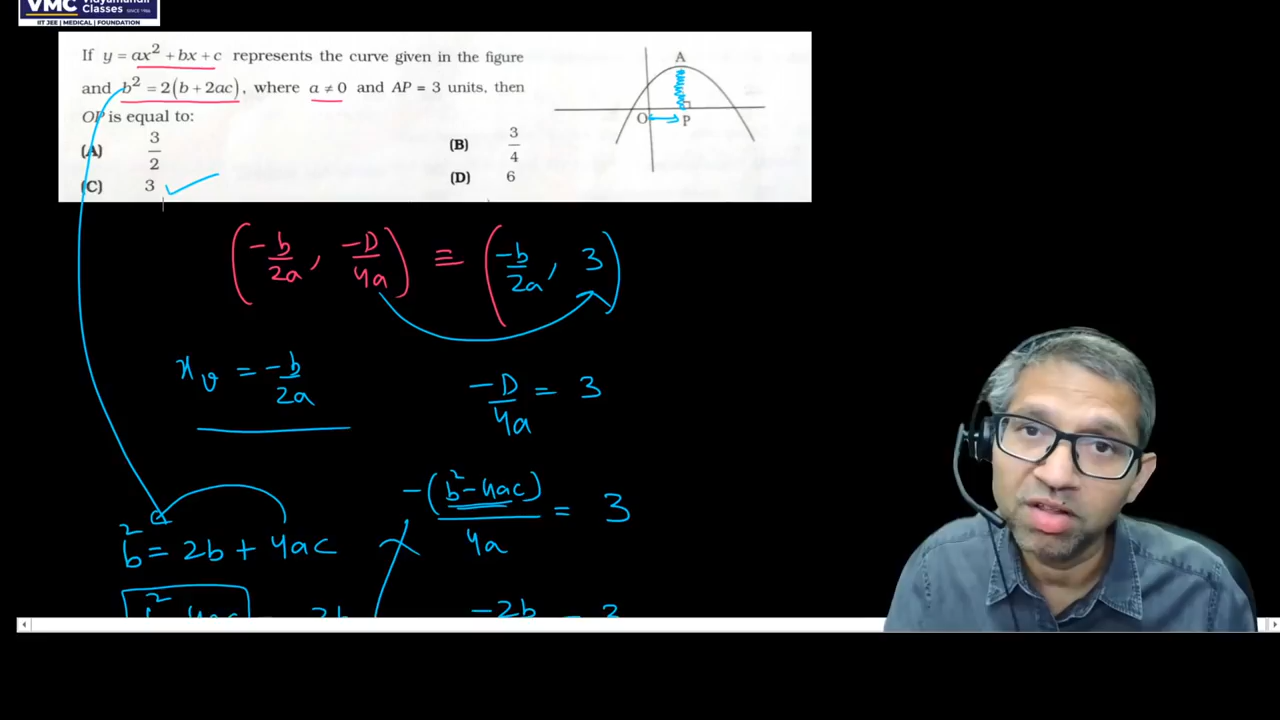 VMC Classes SINCE 1986
IIT JEE | MEDICAL | FOUNDATION
If y = ax² + bx + c represents the curve given in the figure
and b² = 2(b + 2ac), where a ≠ 0 and AP = 3 units, then
OP is equal to:
(A) 3/2 (B) 3/4
(C) 3 (D) 6
A
O P
(-b/2a, -D/4a) ≡ (-b/2a, 3)
x_v = -b/2a
-D/4a = 3
-(b²-4ac)/4a = 3
b² = 2b + 4ac